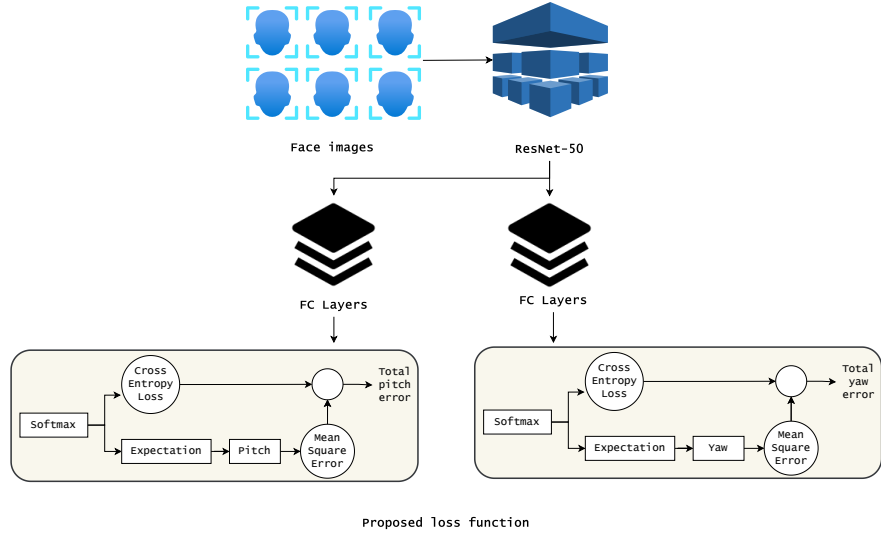 Face images
ResNet-50
FC Layers
FC Layers
Cross
Entropy
Loss
Total
pitch
error
Softmax
Expectation
Pitch
Mean
Square
Error
Cross
Entropy
Loss
Total
yaw
error
Softmax
Expectation
Yaw
Mean
Square
Error
Proposed loss function